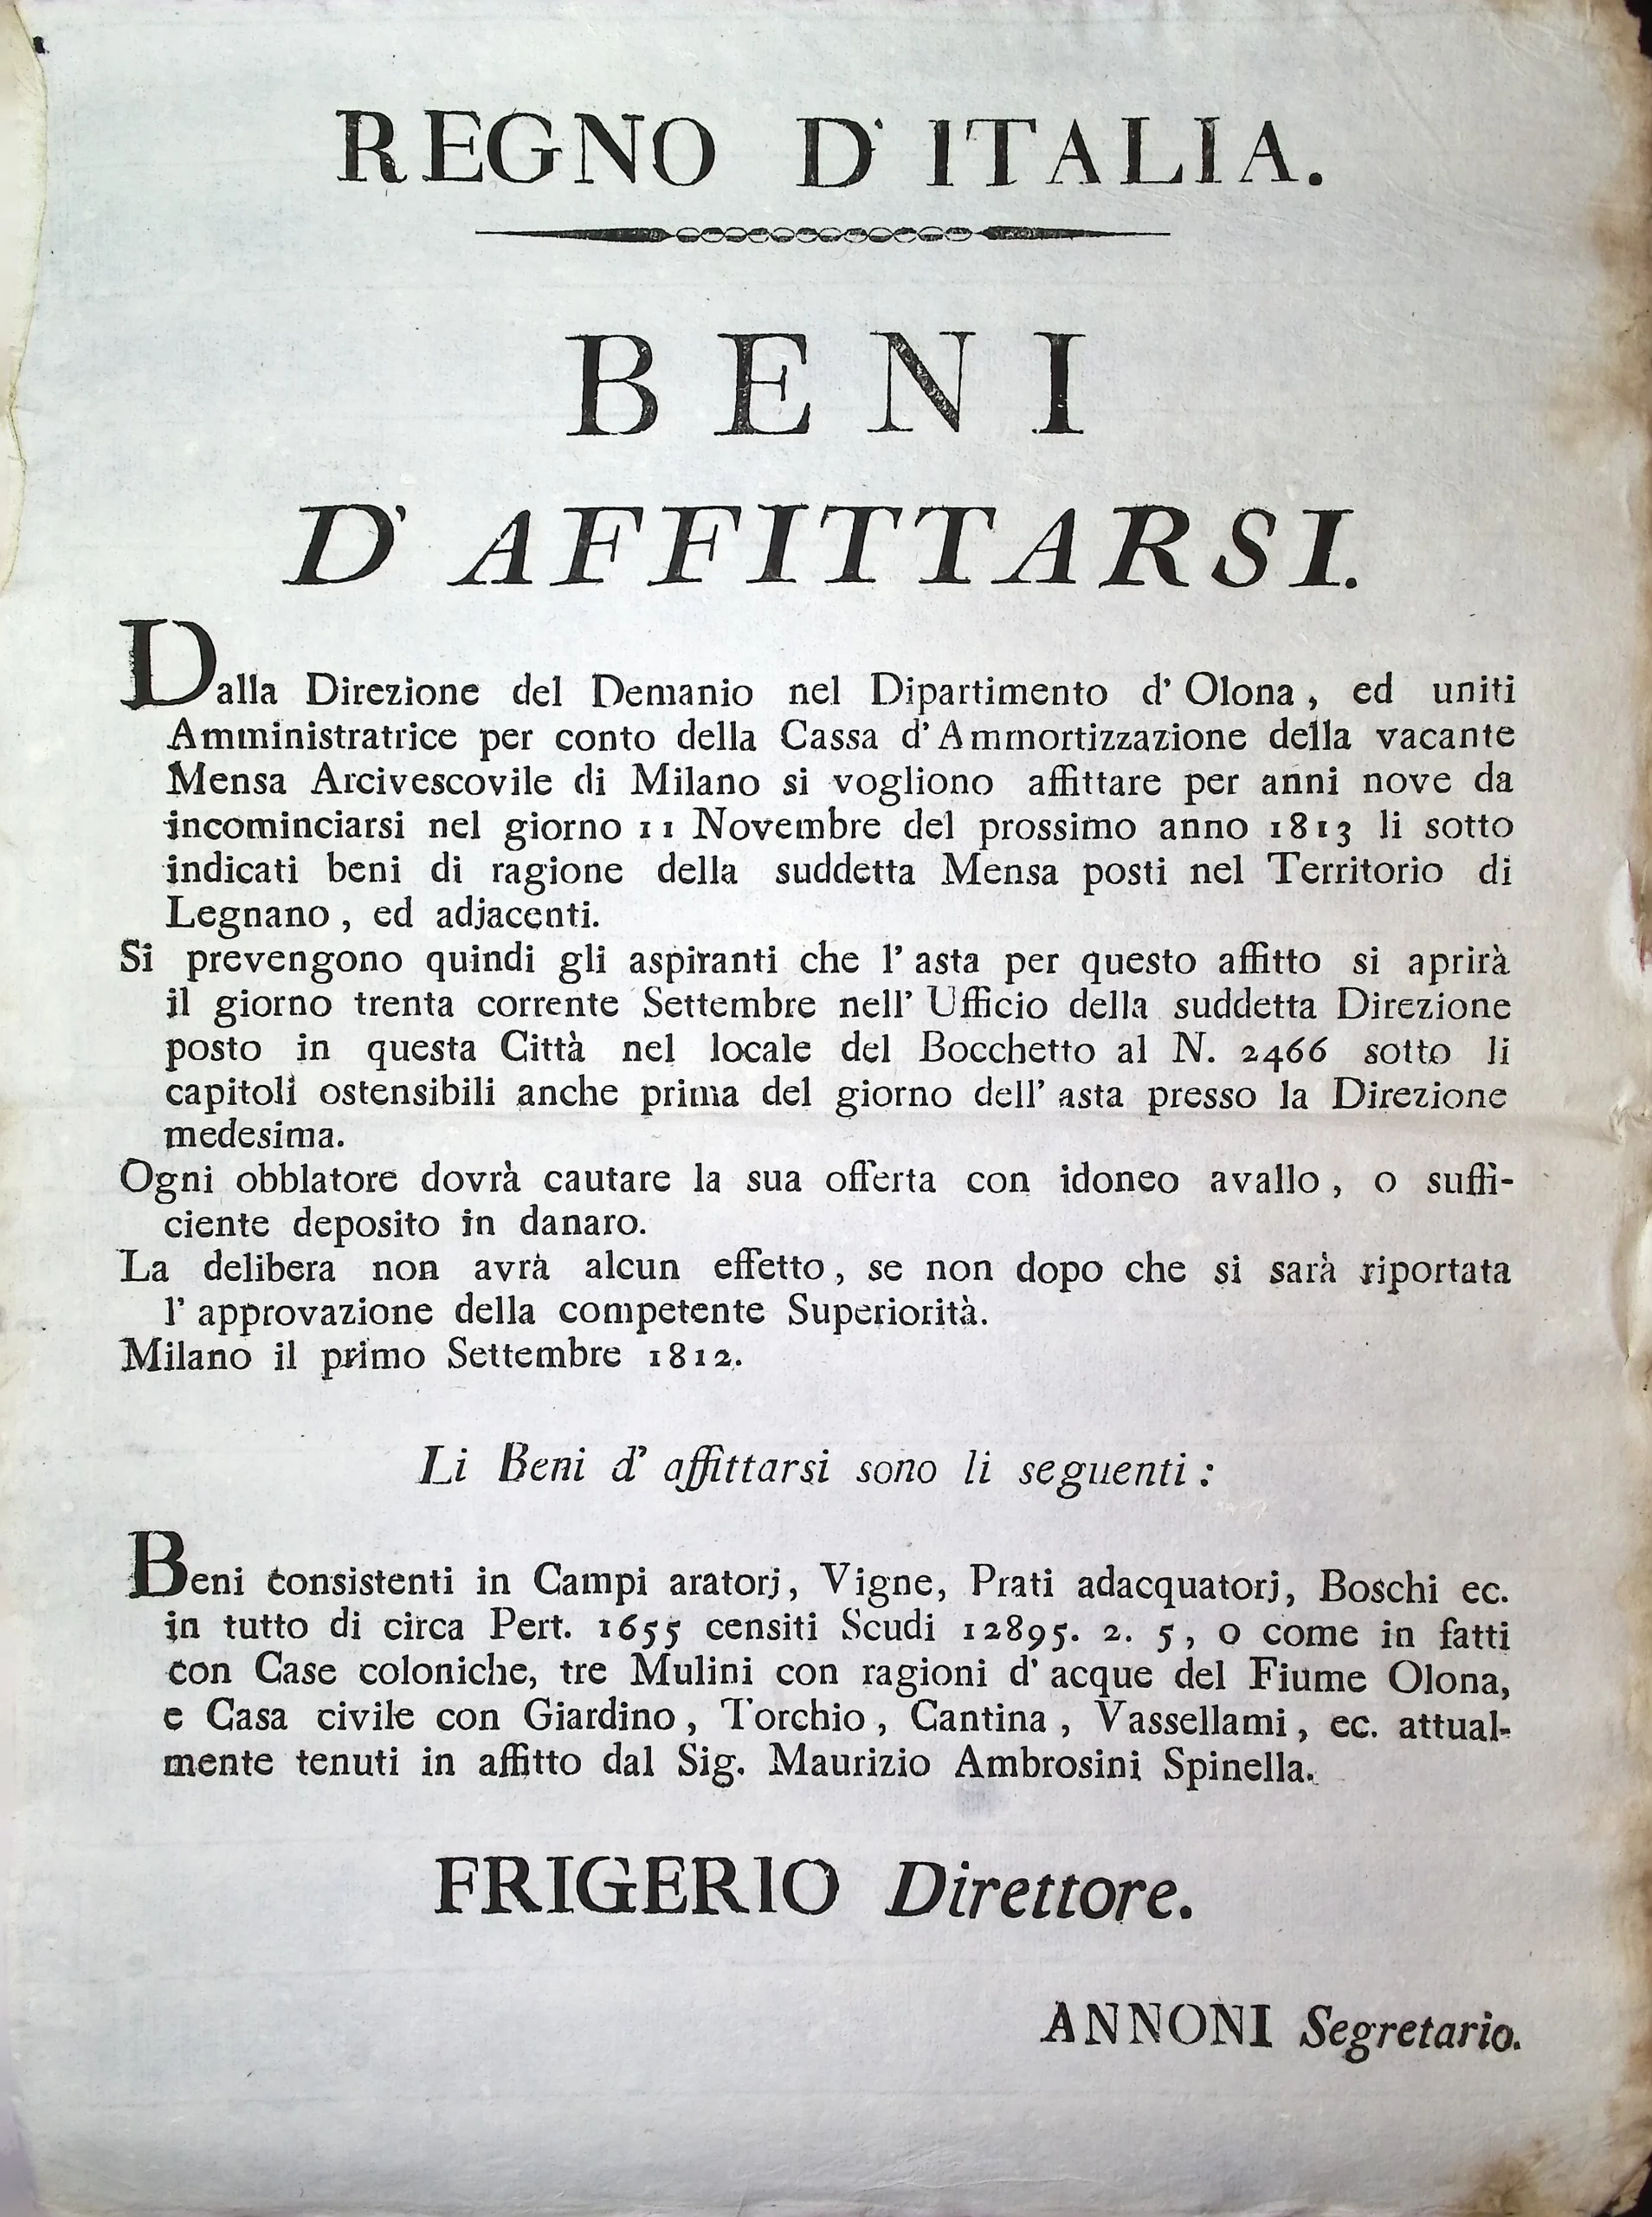 REGNO D' ITALIA.
BENI
D' AFFITTARSI.
Dalla Direzione del Demanio nel Dipartimento d' Olona, ed uniti
Amministratrice per conto della Cassa d' Ammortizzazione della vacante
Mensa Arcivescovile di Milano si vogliono affittare per anni nove da
incominciarsi nel giorno 11 Novembre del prossimo anno 1813 li sotto
indicati beni di ragione della suddetta Mensa posti nel Territorio di
Legnano, ed adjacenti.
Si prevengono quindi gli aspiranti che l' asta per questo affitto si aprirà
il giorno trenta corrente Settembre nell' Ufficio della suddetta Direzione
posto in questa Città nel locale del Bocchetto al N. 2466 sotto li
capitoli ostensibili anche prima del giorno dell' asta presso la Direzione
medesima.
Ogni obblatore dovrà cautare la sua offerta con idoneo avallo, o suffi-
ciente deposito in danaro.
La delibera non avrà alcun effetto, se non dopo che si sarà riportata
l' approvazione della competente Superiorità.
Milano il primo Settembre 1812.
Li Beni d' affittarsi sono li seguenti :
Beni consistenti in Campi aratorj, Vigne, Prati adacquatorj, Boschi ec.
in tutto di circa Pert. 1655 censiti Scudi 12895. 2. 5, o come in fatti
con Case coloniche, tre Mulini con ragioni d' acque del Fiume Olona,
e Casa civile con Giardino, Torchio, Cantina, Vassellami, ec. attual-
mente tenuti in affitto dal Sig. Maurizio Ambrosini Spinella.
FRIGERIO Direttore.
ANNONI Segretario.